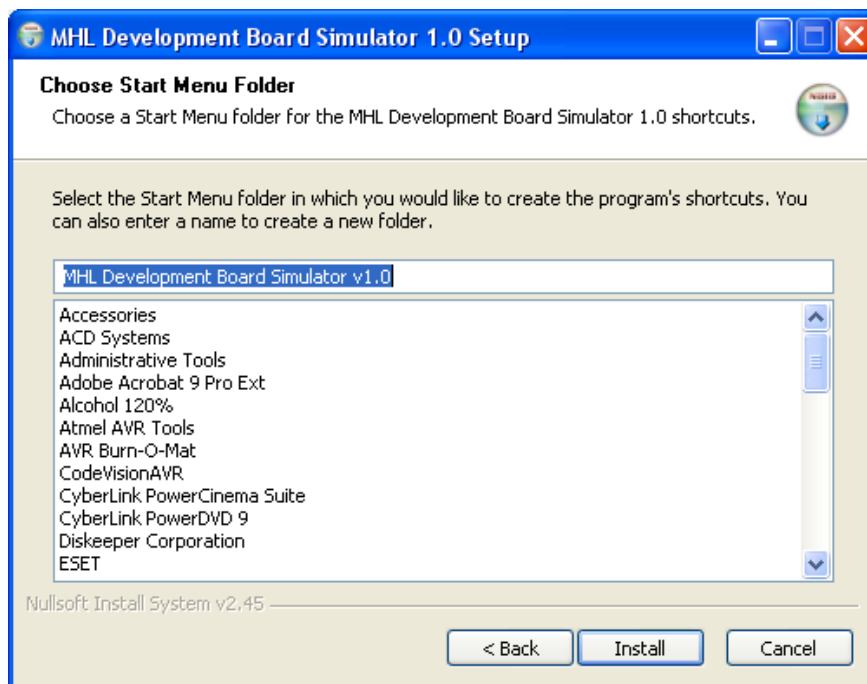 MHL Development Board Simulator 1.0 Setup
Choose Start Menu Folder
Choose a Start Menu folder for the MHL Development Board Simulator 1.0 shortcuts.
Select the Start Menu folder in which you would like to create the program's shortcuts. You
can also enter a name to create a new folder.
MHL Development Board Simulator v1.0
Accessories
ACD Systems
Administrative Tools
Adobe Acrobat 9 Pro Ext
Alcohol 120%
Atmel AVR Tools
AVR Burn-O-Mat
CodeVisionAVR
CyberLink PowerCinema Suite
CyberLink PowerDVD 9
Diskeeper Corporation
ESET
Nullsoft Install System v2.45
< Back
Install
Cancel